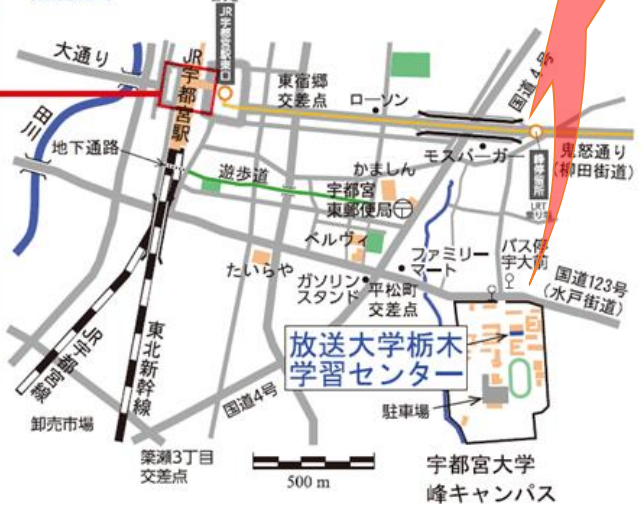 JR宇都宮駅東口
大通り
JR宇都宮駅
東宿郷
交差点
ローソン
国道4号
田川
地下通路
遊歩道
かましん
モスバーガー
鬼怒通り
(柳田街道)
宇都宮
東郵便局
LRT
ベルヴィ
たいらや
ガソリン
スタンド
平松町
交差点
ファミリー
マート
バス停
宇大前
国道123号
(水戸街道)
放送大学栃木
学習センター
JR宇都宮線
東北新幹線
国道4号
駐車場
卸売市場
簗瀬3丁目
交差点
500 m
宇都宮大学
峰キャンパス